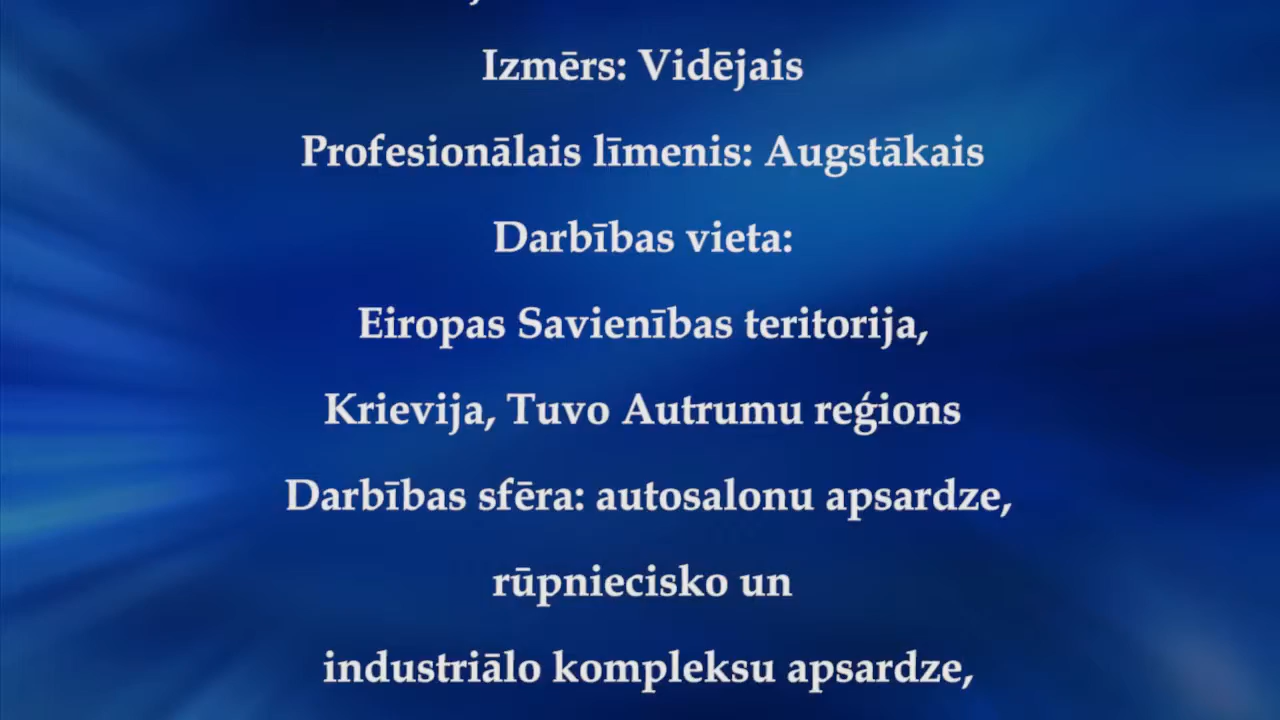 Izmērs: Vidējais
Profesionālais līmenis: Augstākais
Darbības vieta:
Eiropas Savienības teritorija,
Krievija, Tuvo Autrumu reģions
Darbības sfēra: autosalonu apsardze,
rūpniecisko un
industriālo kompleksu apsardze,